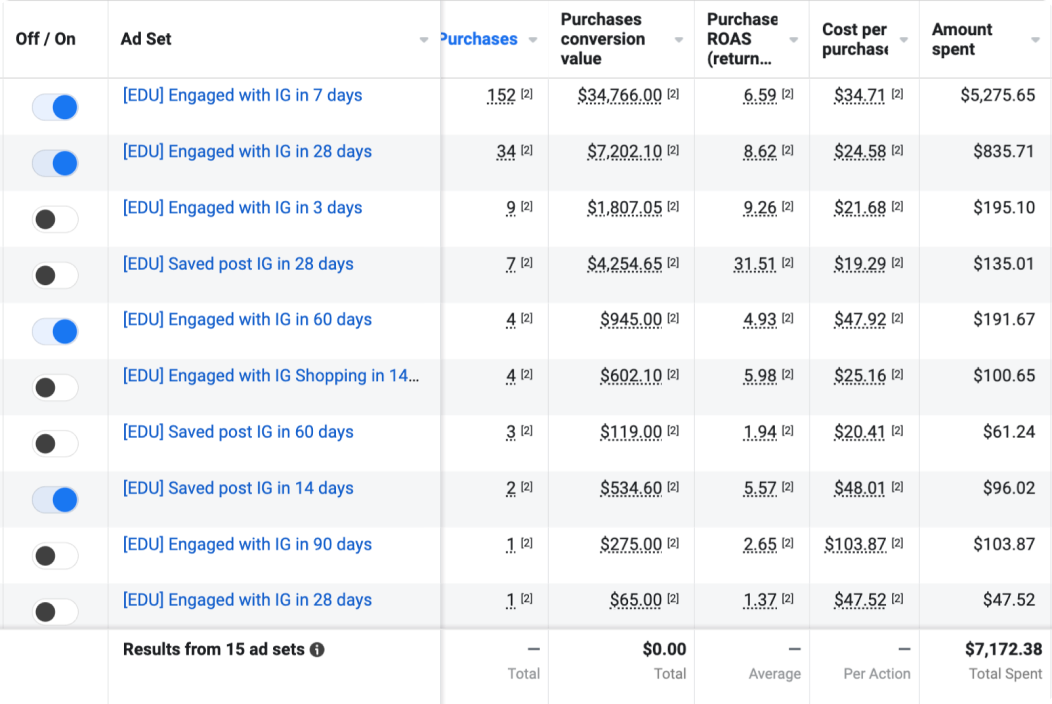 Off / On Ad Set Purchases Purchases conversion value Purchase ROAS (return... Cost per purchase Amount spent
[EDU] Engaged with IG in 7 days 152 [2] $34,766.00 [2] 6.59 [2] $34.71 [2] $5,275.65
[EDU] Engaged with IG in 28 days 34 [2] $7,202.10 [2] 8.62 [2] $24.58 [2] $835.71
[EDU] Engaged with IG in 3 days 9 [2] $1,807.05 [2] 9.26 [2] $21.68 [2] $195.10
[EDU] Saved post IG in 28 days 7 [2] $4,254.65 [2] 31.51 [2] $19.29 [2] $135.01
[EDU] Engaged with IG in 60 days 4 [2] $945.00 [2] 4.93 [2] $47.92 [2] $191.67
[EDU] Engaged with IG Shopping in 14... 4 [2] $602.10 [2] 5.98 [2] $25.16 [2] $100.65
[EDU] Saved post IG in 60 days 3 [2] $119.00 [2] 1.94 [2] $20.41 [2] $61.24
[EDU] Saved post IG in 14 days 2 [2] $534.60 [2] 5.57 [2] $48.01 [2] $96.02
[EDU] Engaged with IG in 90 days 1 [2] $275.00 [2] 2.65 [2] $103.87 [2] $103.87
[EDU] Engaged with IG in 28 days 1 [2] $65.00 [2] 1.37 [2] $47.52 [2] $47.52
Results from 15 ad sets — $0.00 — — $7,172.38
Total Total Average Per Action Total Spent